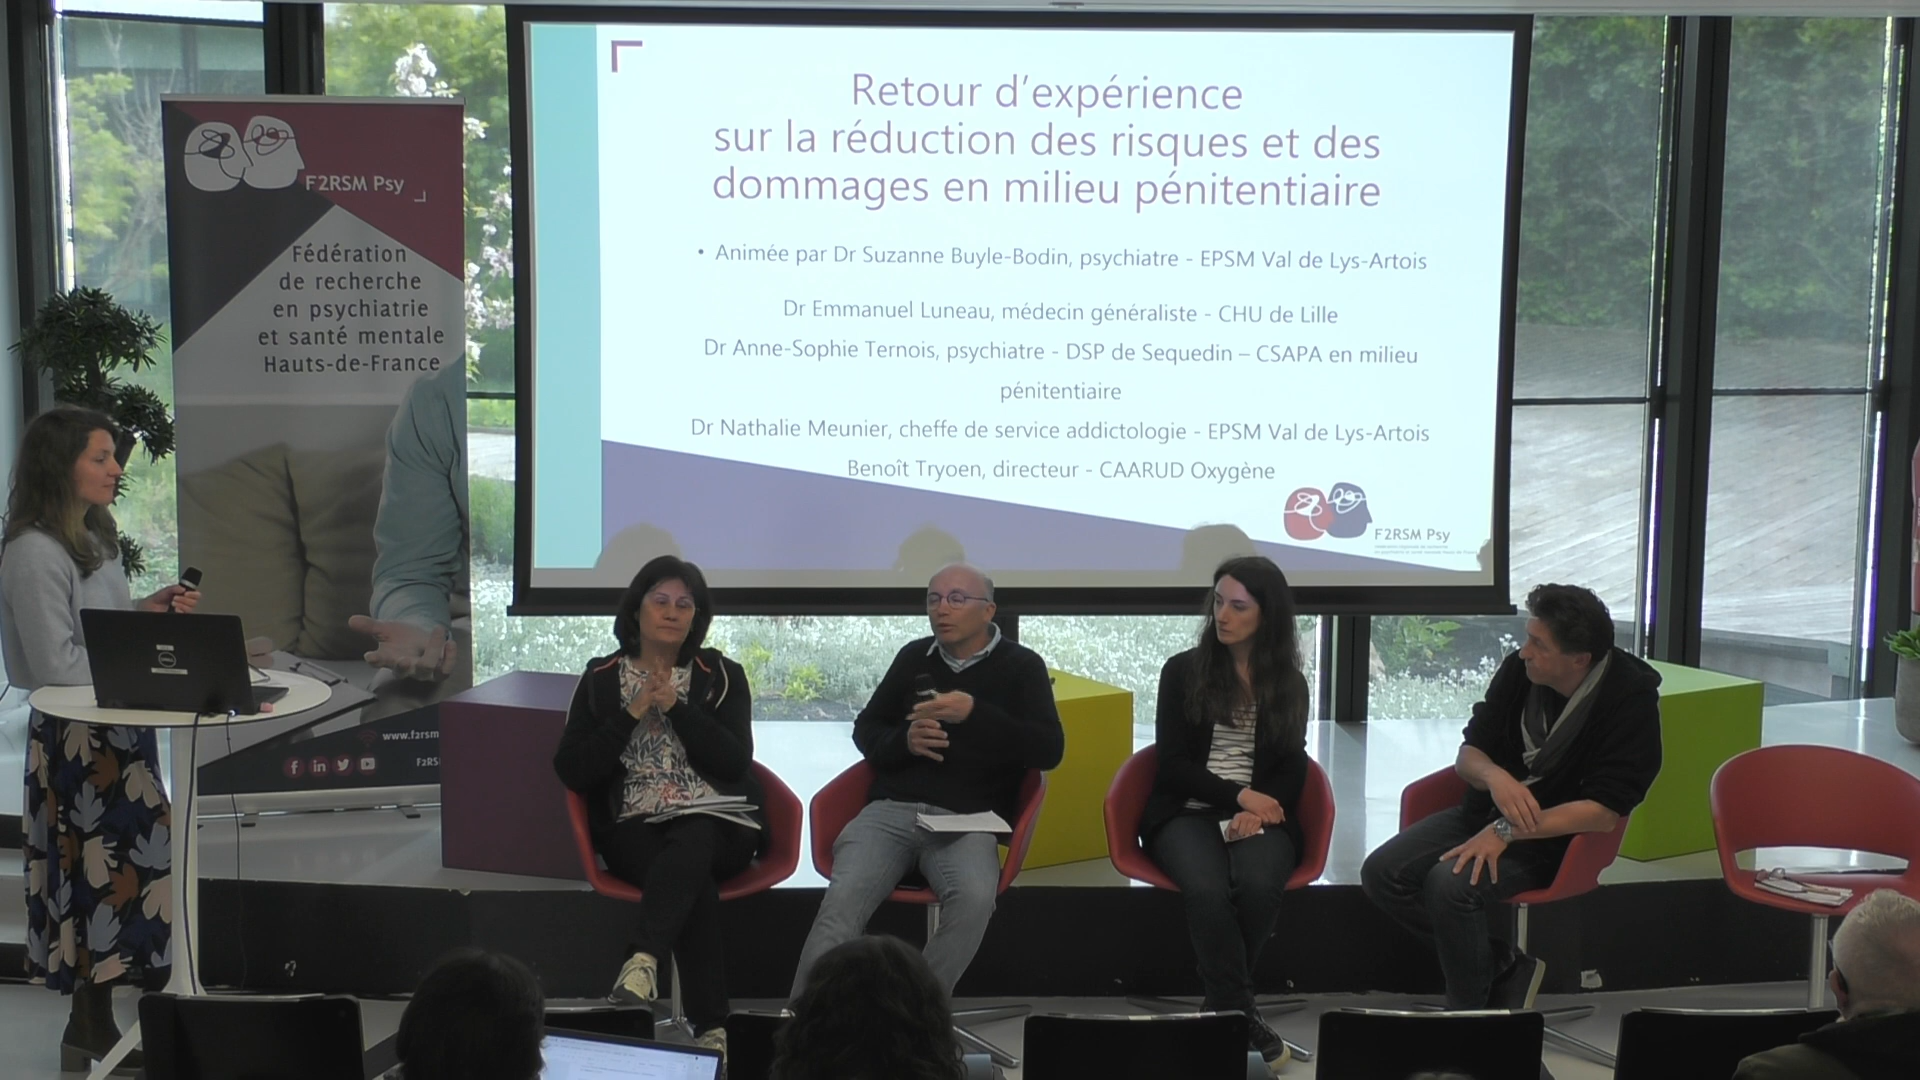 F2RSM Psy
Fédération
de recherche
en psychiatrie
et santé mentale
Hauts-de-France
www.f2rsm
F2RS
Retour d'expérience
sur la réduction des risques et des
dommages en milieu pénitentiaire
• Animée par Dr Suzanne Buyle-Bodin, psychiatre - EPSM Val de Lys-Artois
Dr Emmanuel Luneau, médecin généraliste - CHU de Lille
Dr Anne-Sophie Ternois, psychiatre - DSP de Sequedin – CSAPA en milieu
pénitentiaire
Dr Nathalie Meunier, cheffe de service addictologie - EPSM Val de Lys-Artois
Benoît Tryoen, directeur - CAARUD Oxygène
F2RSM Psy
DELL